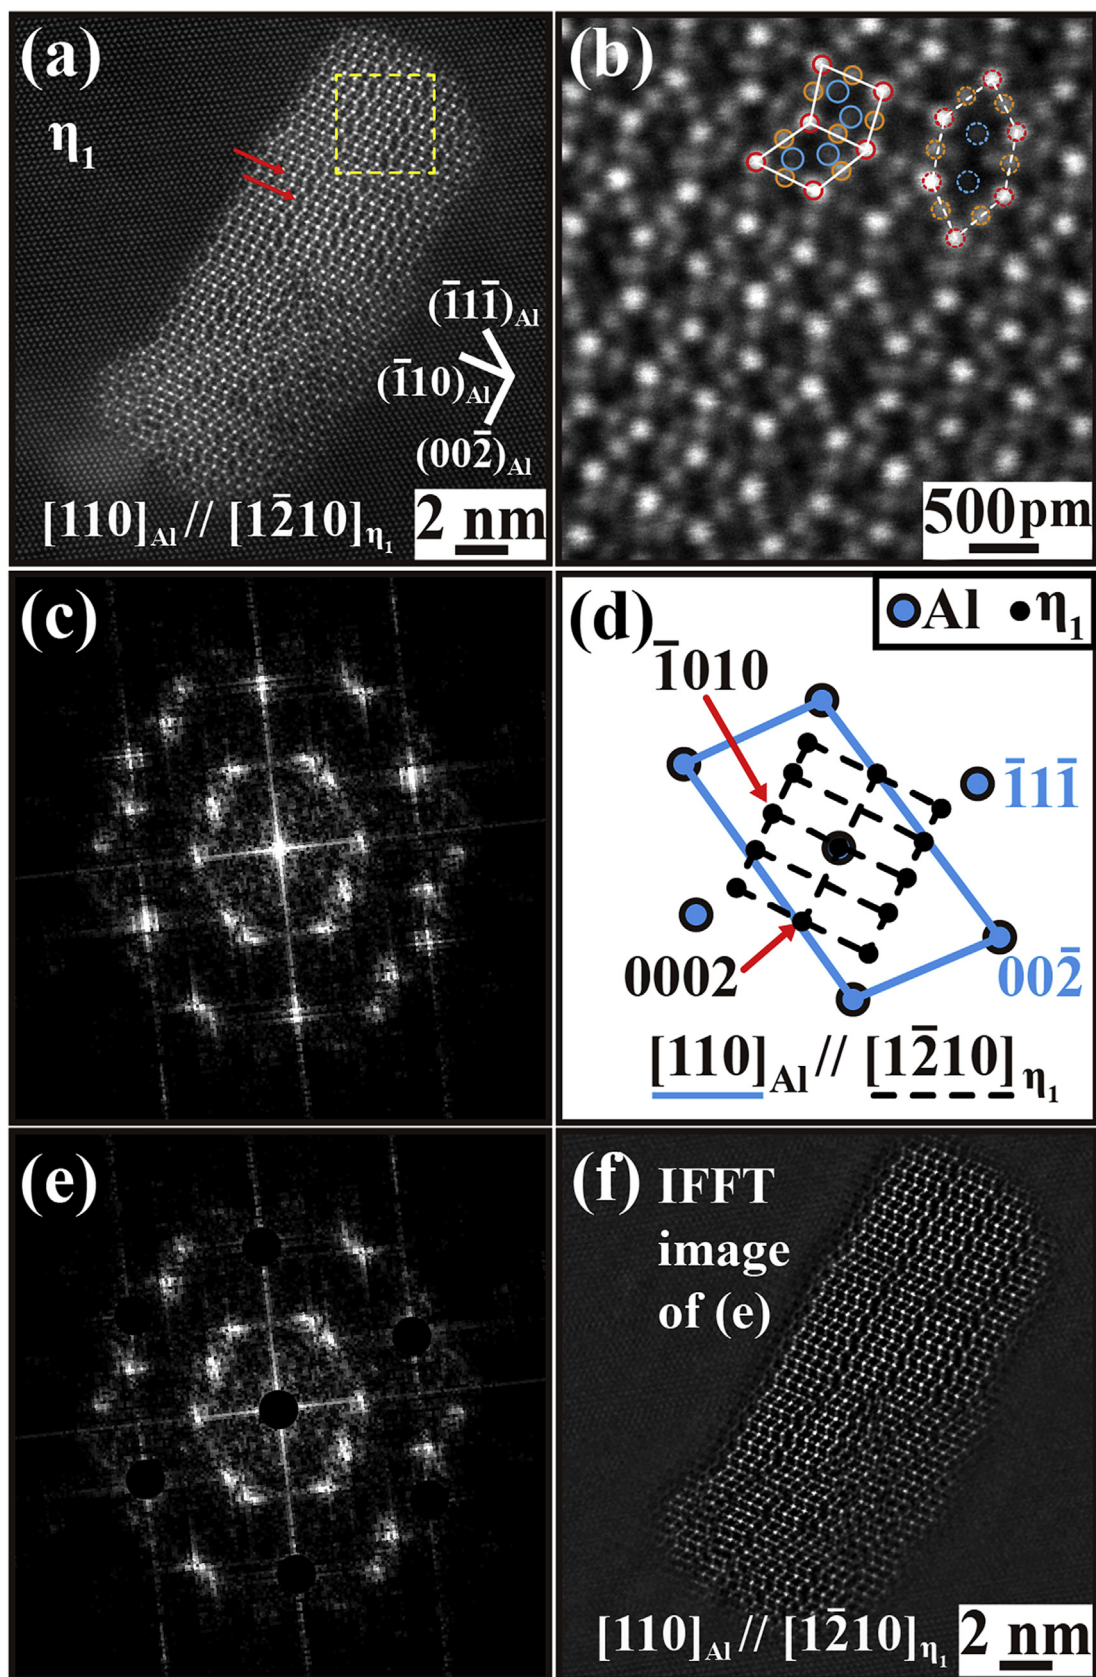 (a)
η₁
(1̄11̄)Al
(1̄10)Al
(002̄)Al
[110]Al // [12̄10]η₁
2 nm
(b)
500pm
(c)
(d)
Al η₁
1̄010
1̄11̄
0002
002̄
[110]Al // [12̄10]η₁
(e)
(f) IFFT
image
of (e)
[110]Al // [12̄10]η₁
2 nm